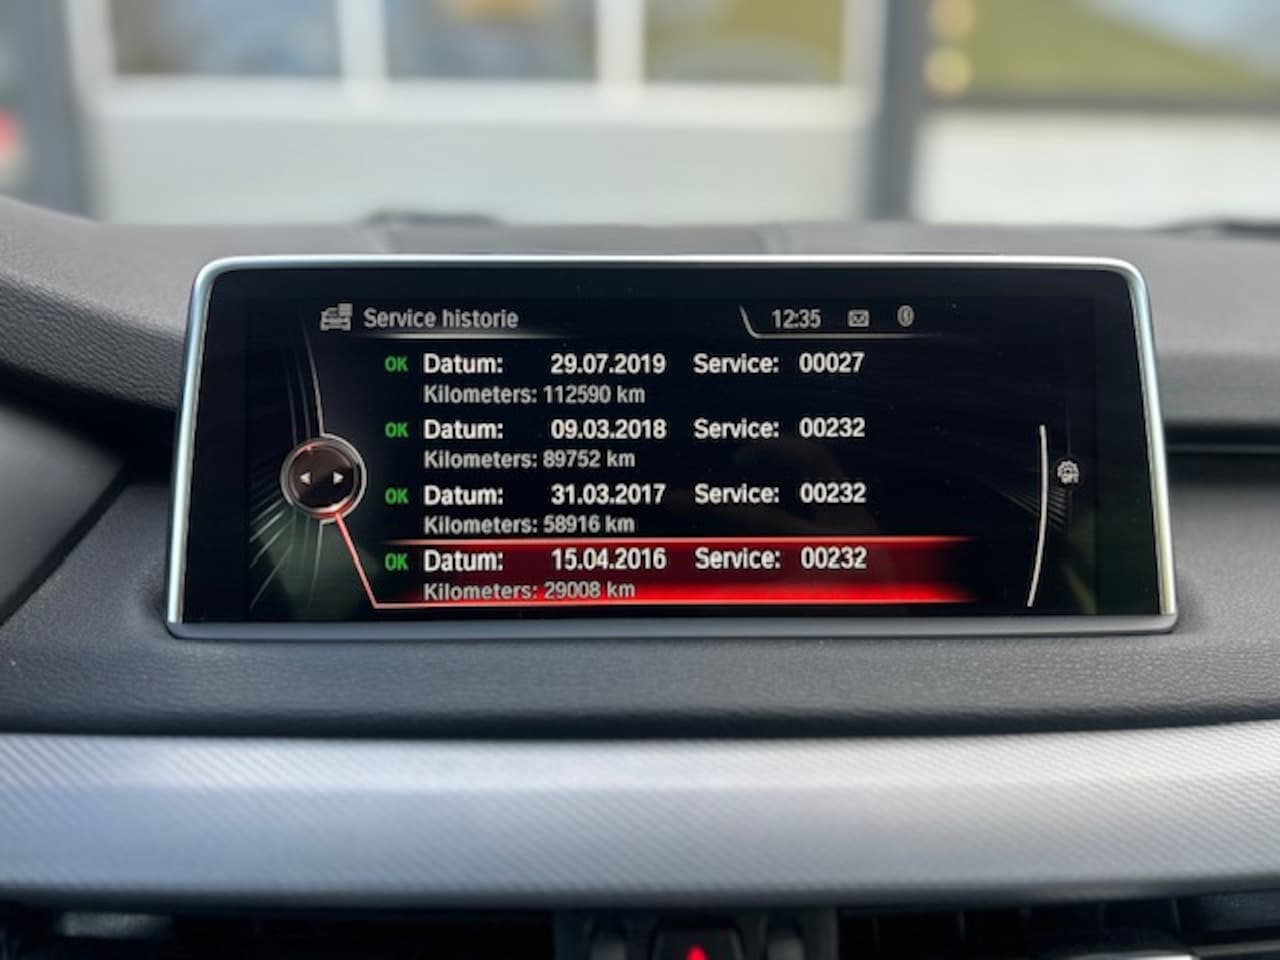 Service historie 12:35
OK Datum: 29.07.2019 Service: 00027
Kilometers: 112590 km
OK Datum: 09.03.2018 Service: 00232
Kilometers: 89752 km
OK Datum: 31.03.2017 Service: 00232
Kilometers: 58916 km
OK Datum: 15.04.2016 Service: 00232
Kilometers: 29008 km